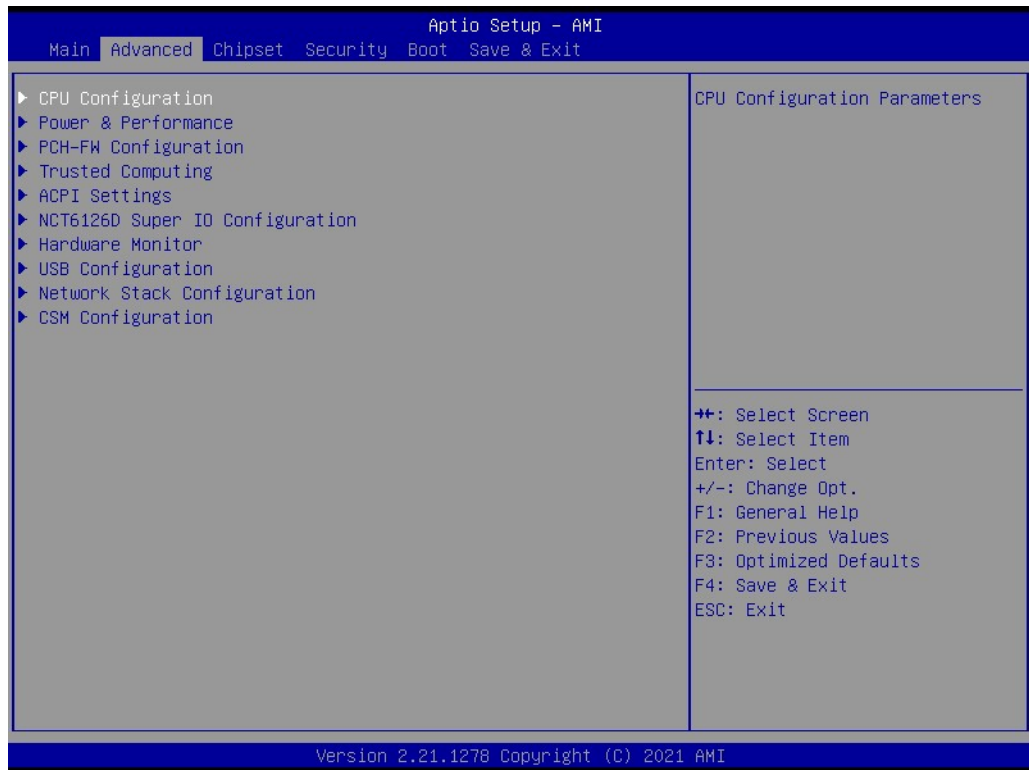 Aptio Setup – AMI
Main Advanced Chipset Security Boot Save & Exit
▶ CPU Configuration
▶ Power & Performance
▶ PCH-FW Configuration
▶ Trusted Computing
▶ ACPI Settings
▶ NCT6126D Super IO Configuration
▶ Hardware Monitor
▶ USB Configuration
▶ Network Stack Configuration
▶ CSM Configuration
CPU Configuration Parameters
→←: Select Screen
↑↓: Select Item
Enter: Select
+/-: Change Opt.
F1: General Help
F2: Previous Values
F3: Optimized Defaults
F4: Save & Exit
ESC: Exit
Version 2.21.1278 Copyright (C) 2021 AMI